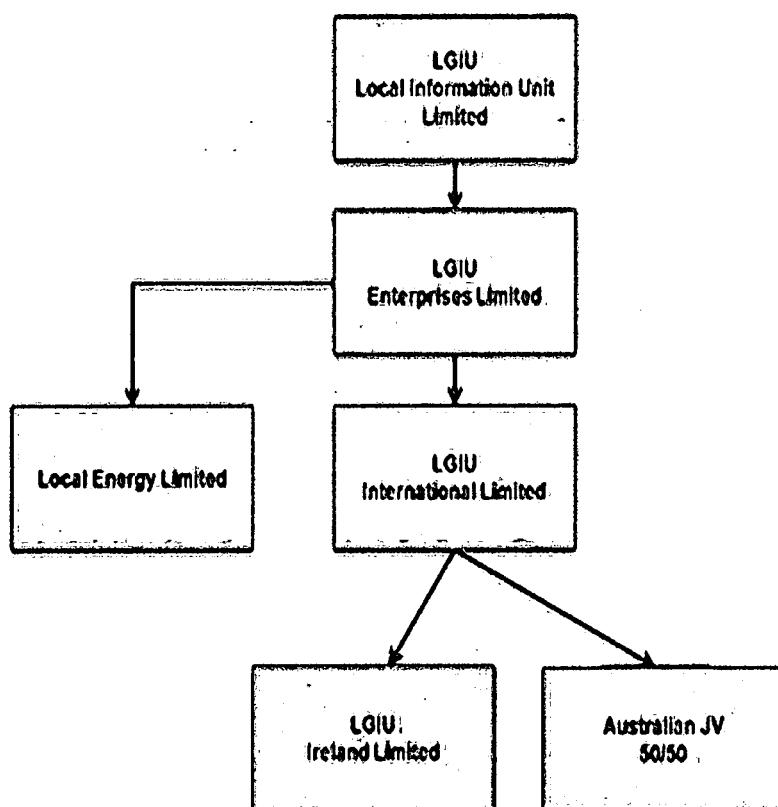 LGIU
Local Information Unit
Limited
LGIU
Enterprises Limited
Local Energy Limited
LGIU
International Limited
LGIU
Ireland Limited
Australian JV
50/50